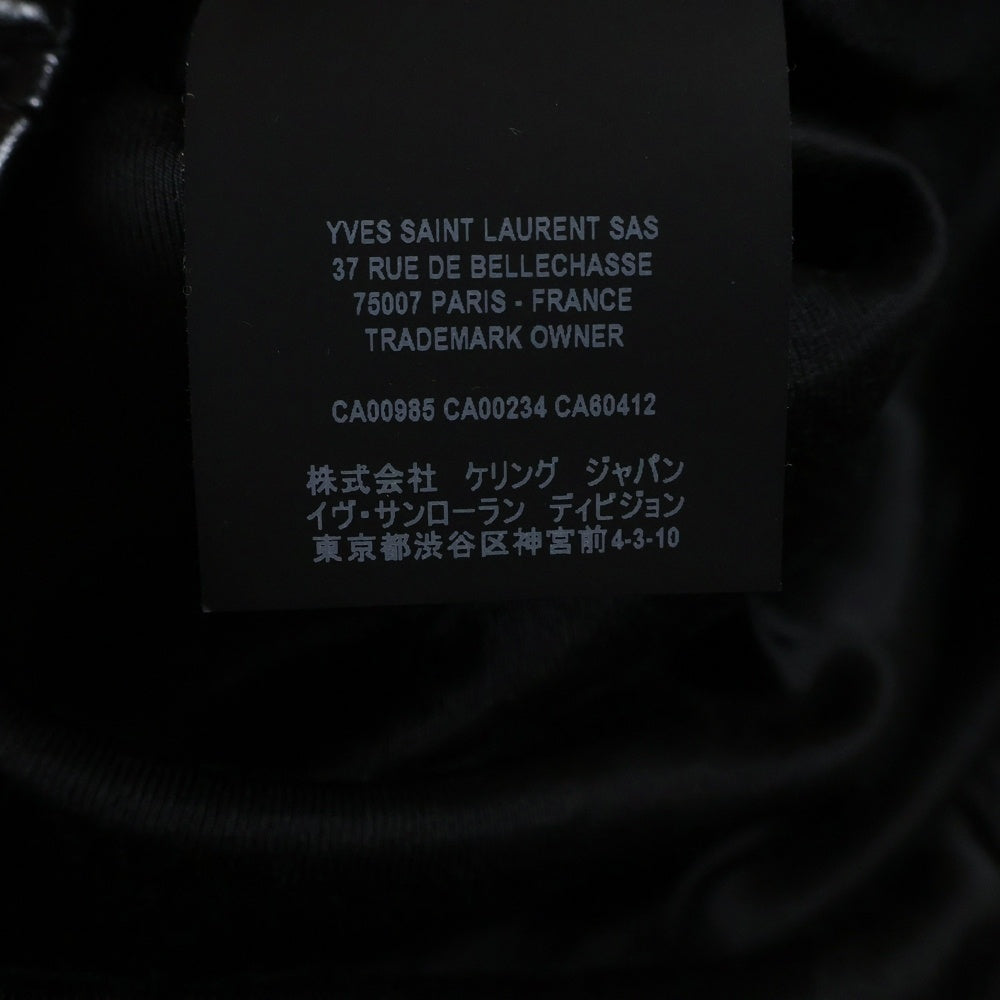 YVES SAINT LAURENT SAS
37 RUE DE BELLECHASSE
75007 PARIS - FRANCE
TRADEMARK OWNER
CA00985 CA00234 CA60412
株式会社　ケリング　ジャパン
イヴ・サンローラン　ディビジョン
東京都渋谷区神宮前4-3-10